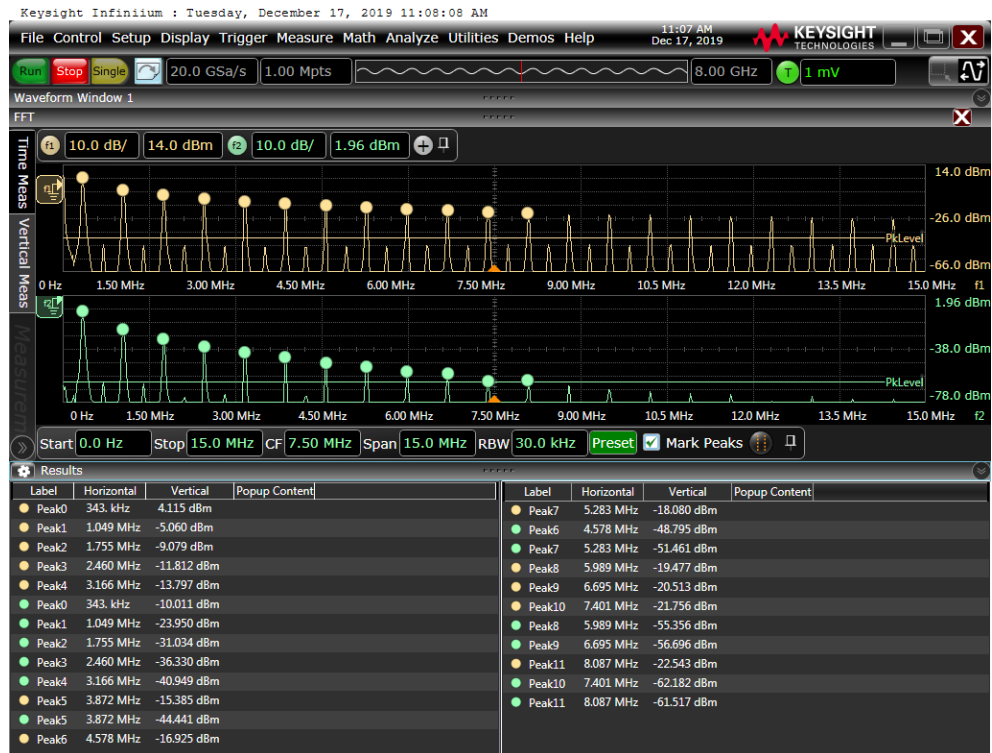 Keysight Infiniium : Tuesday, December 17, 2019 11:08:08 AM
File Control Setup Display Trigger Measure Math Analyze Utilities Demos Help 11:07 AM Dec 17, 2019 KEYSIGHT TECHNOLOGIES
Run Stop Single 20.0 GSa/s 1.00 Mpts 8.00 GHz T 1 mV
Waveform Window 1
FFT
Time Meas
Vertical Meas
Measurem
f1 10.0 dB/ 14.0 dBm f2 10.0 dB/ 1.96 dBm
f1 14.0 dBm
-26.0 dBm
PkLevel
-66.0 dBm
0 Hz 1.50 MHz 3.00 MHz 4.50 MHz 6.00 MHz 7.50 MHz 9.00 MHz 10.5 MHz 12.0 MHz 13.5 MHz 15.0 MHz f1
f2 1.96 dBm
-38.0 dBm
PkLevel
-78.0 dBm
0 Hz 1.50 MHz 3.00 MHz 4.50 MHz 6.00 MHz 7.50 MHz 9.00 MHz 10.5 MHz 12.0 MHz 13.5 MHz 15.0 MHz f2
Start 0.0 Hz Stop 15.0 MHz CF 7.50 MHz Span 15.0 MHz RBW 30.0 kHz Preset Mark Peaks
Results
Label Horizontal Vertical Popup Content
Peak0 343. kHz 4.115 dBm
Peak1 1.049 MHz -5.060 dBm
Peak2 1.755 MHz -9.079 dBm
Peak3 2.460 MHz -11.812 dBm
Peak4 3.166 MHz -13.797 dBm
Peak0 343. kHz -10.011 dBm
Peak1 1.049 MHz -23.950 dBm
Peak2 1.755 MHz -31.034 dBm
Peak3 2.460 MHz -36.330 dBm
Peak4 3.166 MHz -40.949 dBm
Peak5 3.872 MHz -15.385 dBm
Peak5 3.872 MHz -44.441 dBm
Peak6 4.578 MHz -16.925 dBm
Label Horizontal Vertical Popup Content
Peak7 5.283 MHz -18.080 dBm
Peak6 4.578 MHz -48.795 dBm
Peak7 5.283 MHz -51.461 dBm
Peak8 5.989 MHz -19.477 dBm
Peak9 6.695 MHz -20.513 dBm
Peak10 7.401 MHz -21.756 dBm
Peak8 5.989 MHz -55.356 dBm
Peak9 6.695 MHz -56.696 dBm
Peak11 8.087 MHz -22.543 dBm
Peak10 7.401 MHz -62.182 dBm
Peak11 8.087 MHz -61.517 dBm